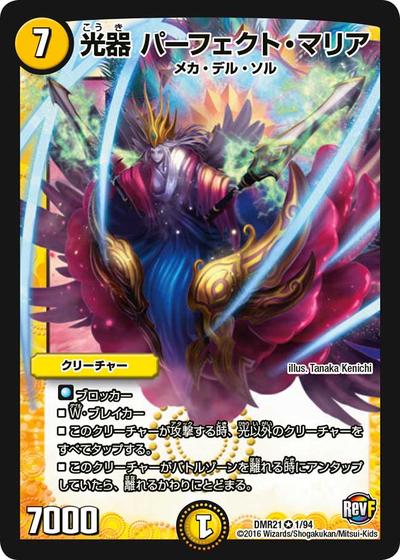 7
こうき
光器 パーフェクト・マリア
メカ・デル・ソル
illus. Tanaka Kenichi
クリーチャー
ブロッカー
■W・ブレイカー
■このクリーチャーが攻撃する時、光以外のクリーチャーを
すべてタップする。
■このクリーチャーがバトルゾーンを離れる時にアンタップ
していたら、離れるかわりにとどまる。
RevF
7000
1
DMR21 1/94
©2016 Wizards/Shogakukan/Mitsui-Kids